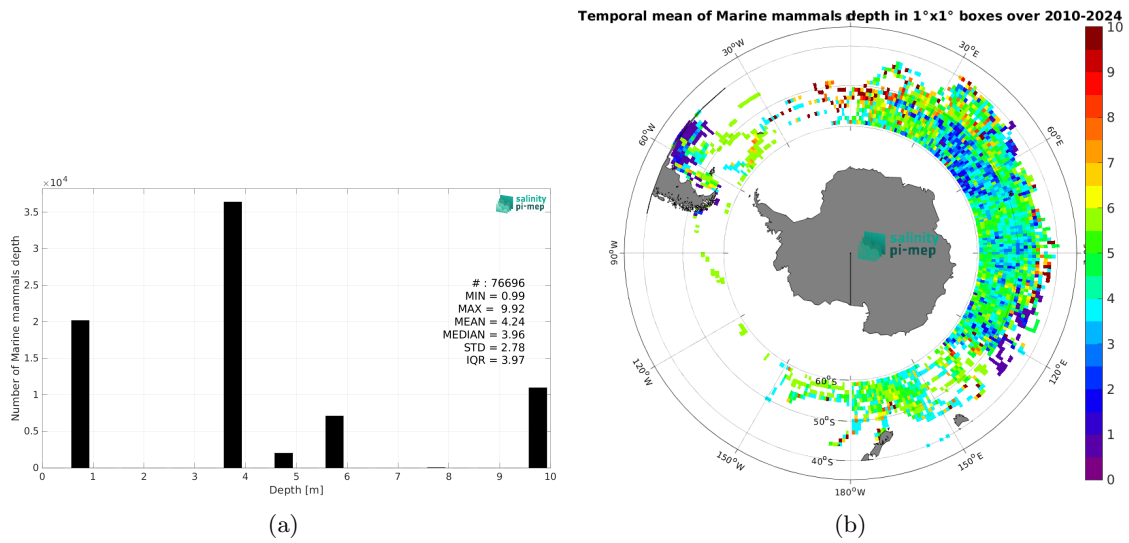 Temporal mean of Marine mammals depth in 1°x1° boxes over 2010-2024
×10⁴
Number of Marine mammals depth
3.5
3
2.5
2
1.5
1
0.5
0
0 1 2 3 4 5 6 7 8 9 10
Depth [m]
salinity
pi-mep
# : 76696
MIN = 0.99
MAX = 9.92
MEAN = 4.24
MEDIAN = 3.96
STD = 2.78
IQR = 3.97
(a)
30°W
30°E
60°W
60°E
90°W
120°W
120°E
150°W
150°E
180°W
60°S
50°S
40°S
salinity
pi-mep
10
9
8
7
6
5
4
3
2
1
0
(b)